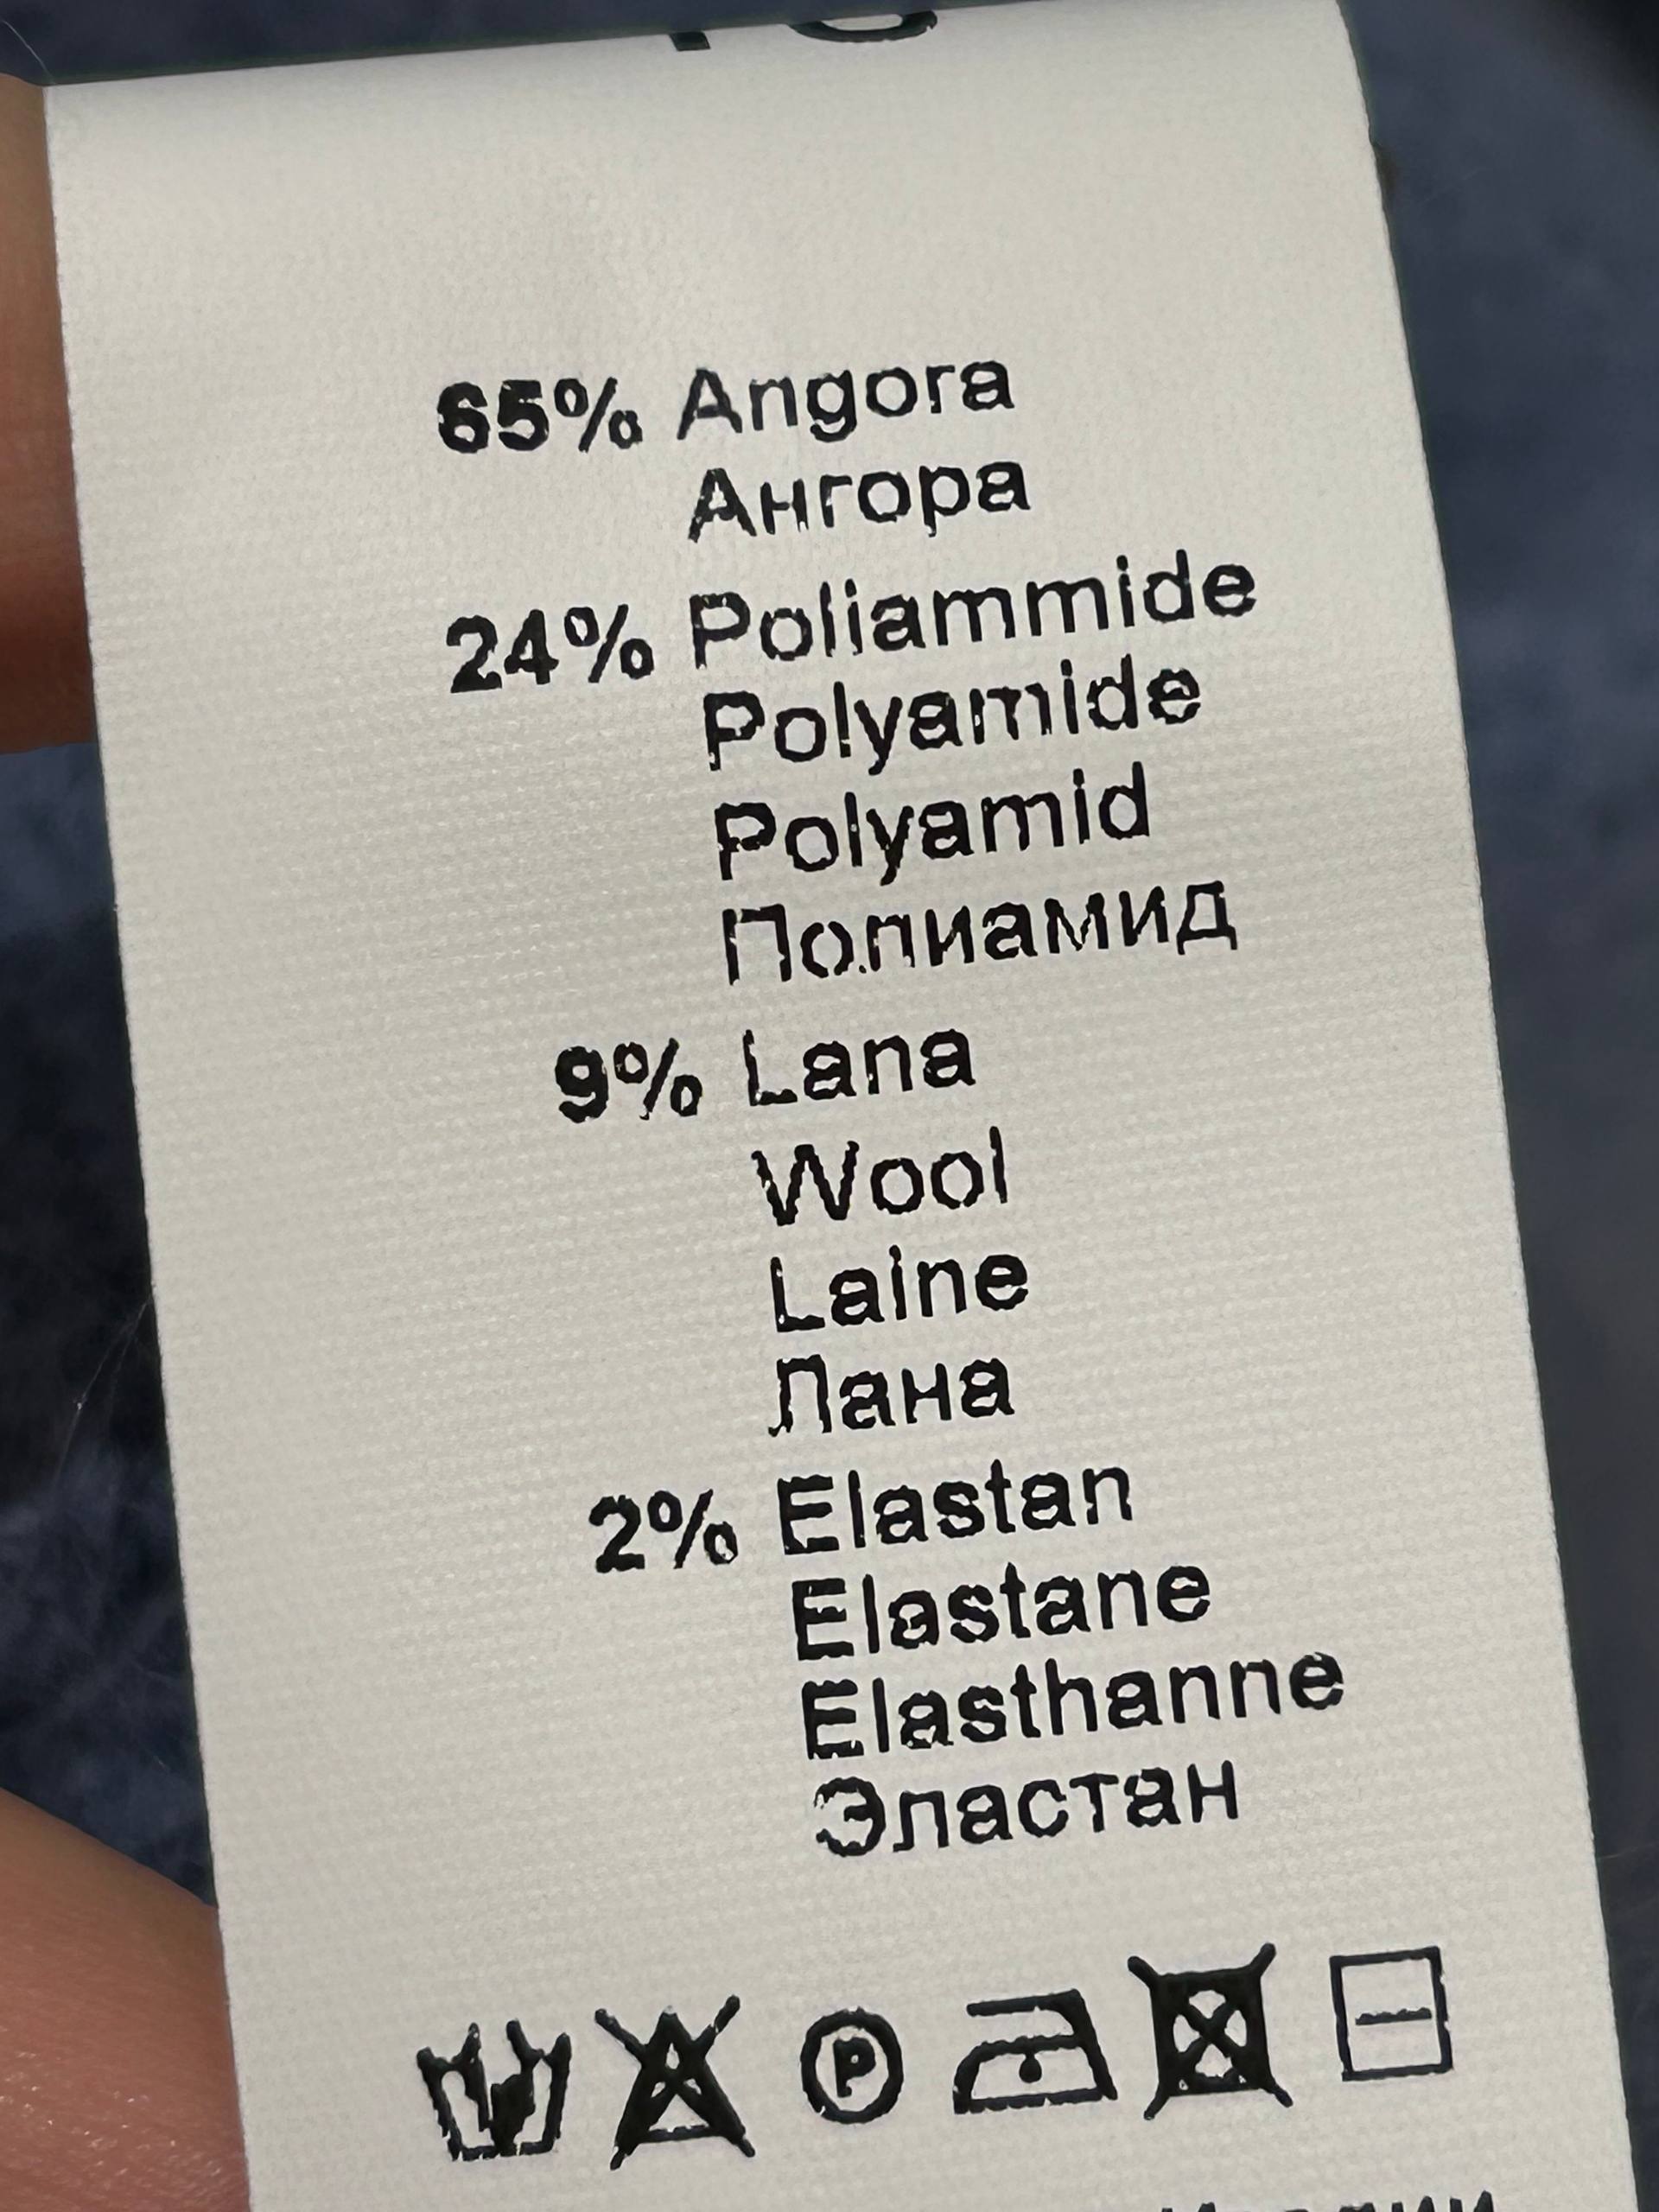 65% Angora
Ангора
24% Poliammide
Polyamide
Polyamid
Полиамид
9% Lana
Wool
Laine
Лана
2% Elastan
Elastane
Elasthanne
Эластан
P